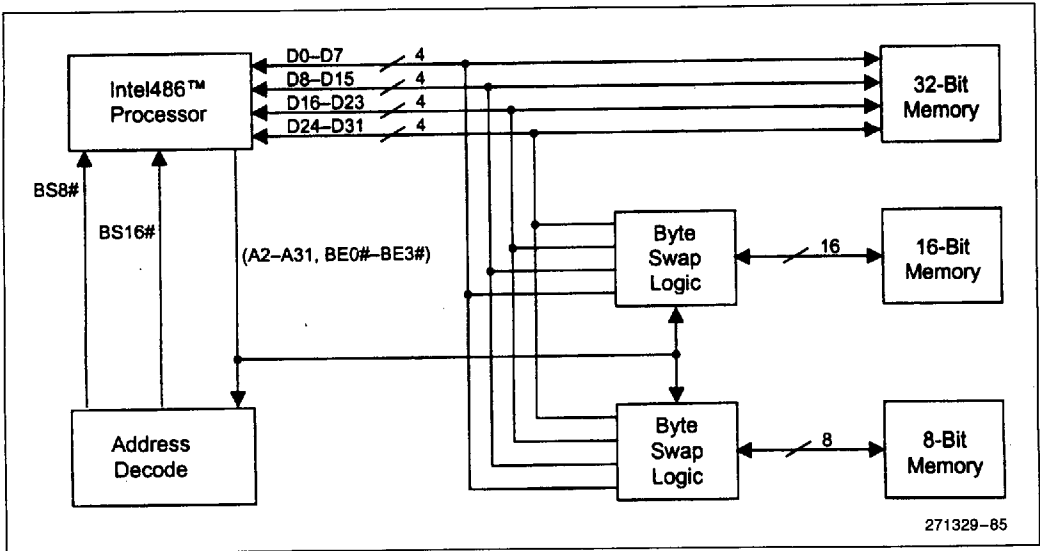 Intel486™
Processor
D0–D7
4
D8–D15
4
D16–D23
4
D24–D31
4
32-Bit
Memory
BS8#
BS16#
(A2–A31, BE0#–BE3#)
Byte
Swap
Logic
16
16-Bit
Memory
Address
Decode
Byte
Swap
Logic
8
8-Bit
Memory
271329–85